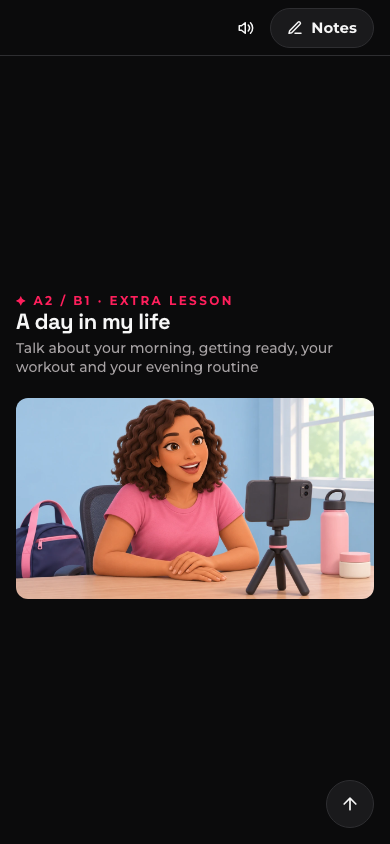 Notes
A2 / B1 · EXTRA LESSON
A day in my life
Talk about your morning, getting ready, your
workout and your evening routine